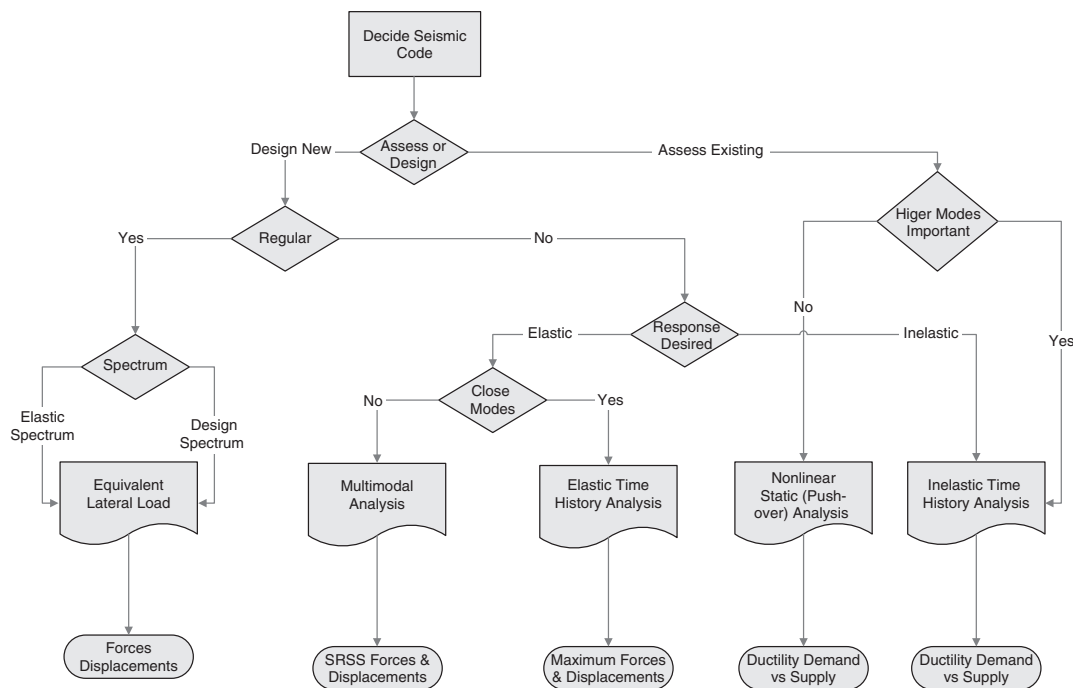 Decide Seismic
Code
Assess or
Design
Design New
Assess Existing
Higer Modes
Important
Regular
Yes
No
No
Response
Desired
Elastic
Inelastic
Yes
Spectrum
Close
Modes
No
Yes
Elastic
Spectrum
Design
Spectrum
Equivalent
Lateral Load
Multimodal
Analysis
Elastic Time
History Analysis
Nonlinear
Static (Push-
over) Analysis
Inelastic Time
History Analysis
Forces
Displacements
SRSS Forces &
Displacements
Maximum Forces
& Displacements
Ductility Demand
vs Supply
Ductility Demand
vs Supply